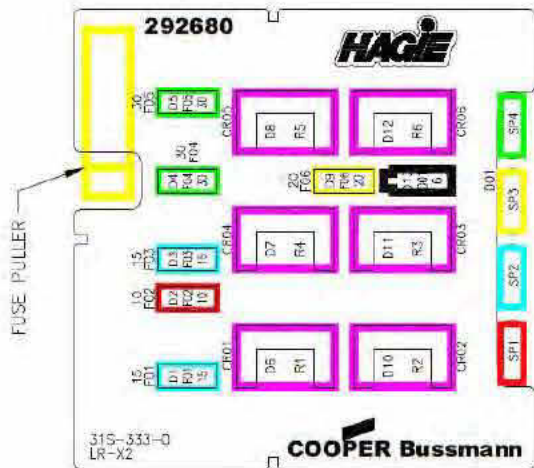 292680
HAGIE
FUSE PULLER
30
F05
D5
F05
30
CR05
D8
R5
D12
R6
CR06
SP4
30
F04
D4
F04
30
20
F06
D9
F06
20
D13
D0
6
D01
SP3
15
F03
D3
F03
15
CR04
D7
R4
D11
R3
CR03
SP2
10
F02
D2
F02
10
15
F01
D1
F01
15
CR01
D6
R1
D10
R2
CR02
SP1
31S-333-0
LR-X2
COOPER Bussmann